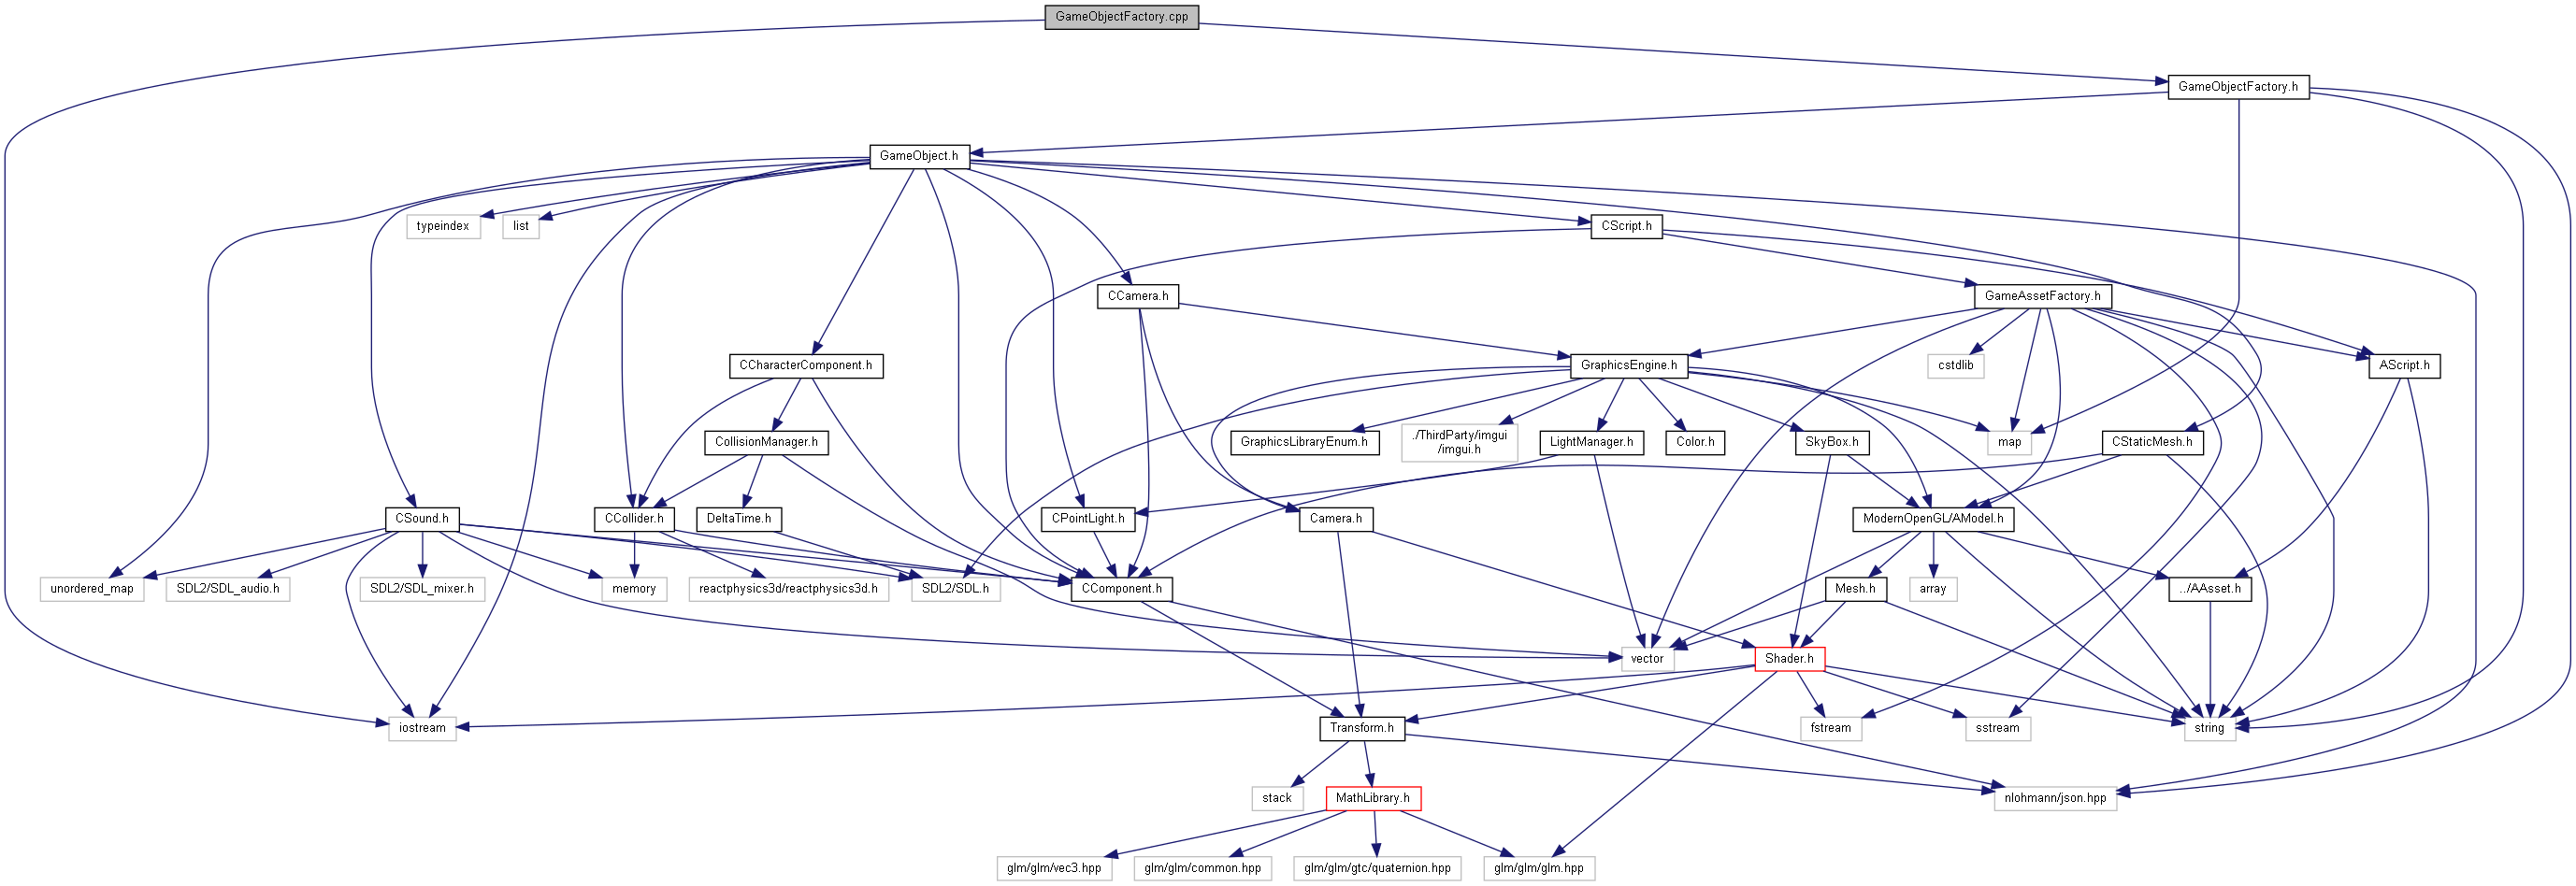 GameObjectFactory.cpp
GameObjectFactory.h
GameObject.h
typeindex
list
CScript.h
CCamera.h
GameAssetFactory.h
CCharacterComponent.h
GraphicsEngine.h
cstdlib
AScript.h
CollisionManager.h
GraphicsLibraryEnum.h
./ThirdParty/imgui
/imgui.h
LightManager.h
Color.h
SkyBox.h
map
CStaticMesh.h
CSound.h
CCollider.h
DeltaTime.h
CPointLight.h
Camera.h
ModernOpenGL/AModel.h
unordered_map
SDL2/SDL_audio.h
SDL2/SDL_mixer.h
memory
reactphysics3d/reactphysics3d.h
SDL2/SDL.h
CComponent.h
Mesh.h
array
../AAsset.h
vector
Shader.h
iostream
Transform.h
fstream
sstream
string
stack
MathLibrary.h
nlohmann/json.hpp
glm/glm/vec3.hpp
glm/glm/common.hpp
glm/glm/gtc/quaternion.hpp
glm/glm/glm.hpp